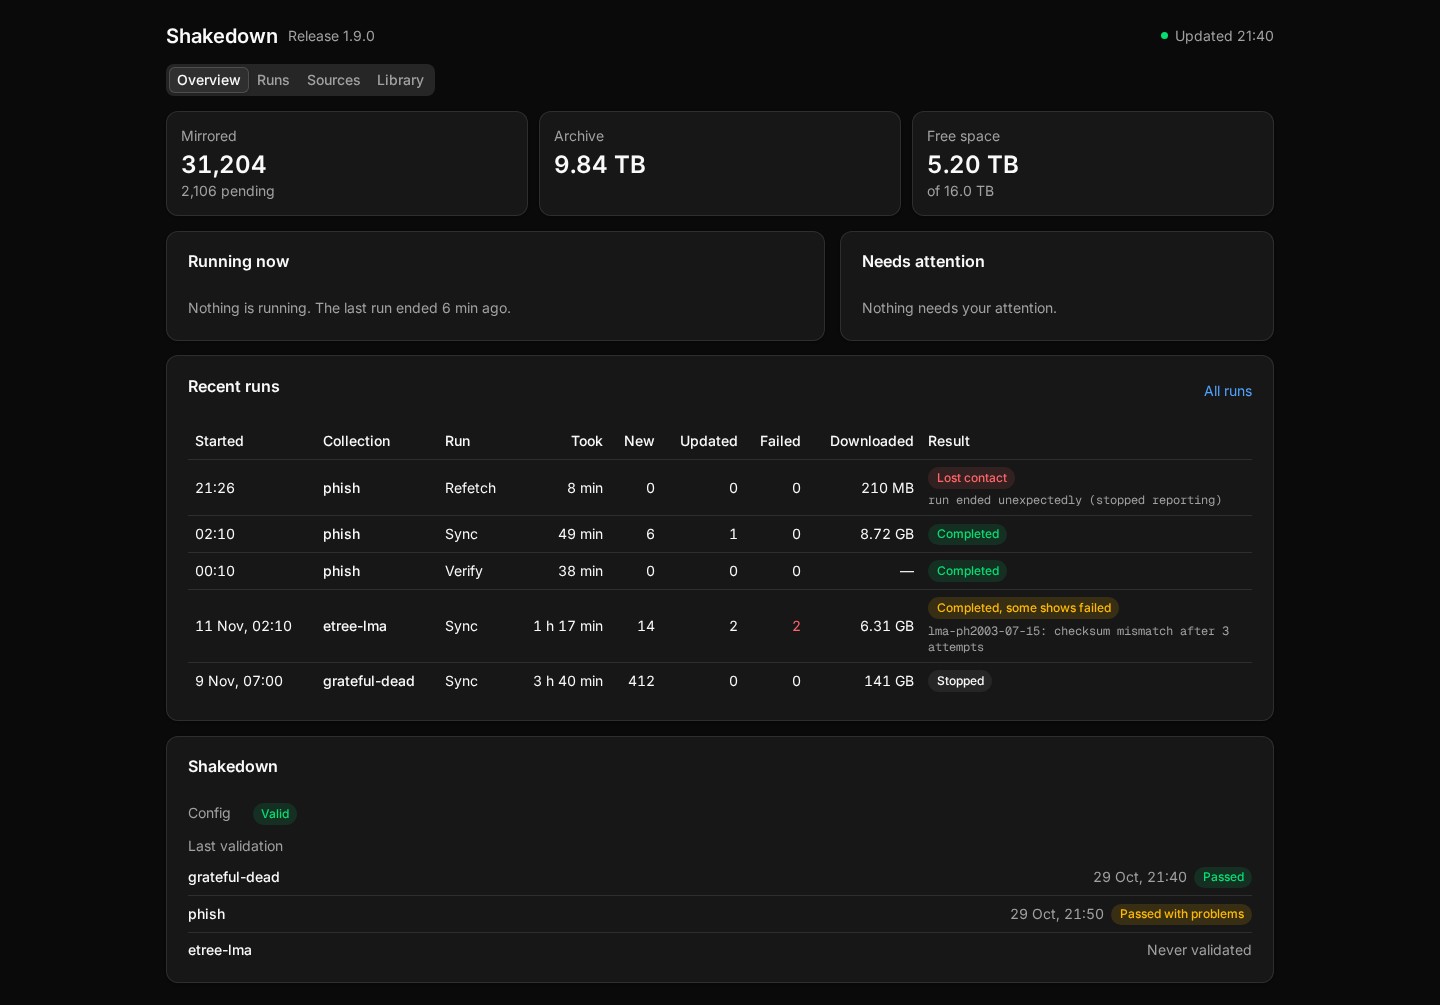 Shakedown Release 1.9.0
Updated 21:40
Overview Runs Sources Library
Mirrored
31,204
2,106 pending
Archive
9.84 TB
Free space
5.20 TB
of 16.0 TB
Running now
Nothing is running. The last run ended 6 min ago.
Needs attention
Nothing needs your attention.
Recent runs
All runs
Started Collection Run Took New Updated Failed Downloaded Result
21:26 phish Refetch 8 min 0 0 0 210 MB Lost contact
run ended unexpectedly (stopped reporting)
02:10 phish Sync 49 min 6 1 0 8.72 GB Completed
00:10 phish Verify 38 min 0 0 0 — Completed
11 Nov, 02:10 etree-lma Sync 1 h 17 min 14 2 2 6.31 GB Completed, some shows failed
lma-ph2003-07-15: checksum mismatch after 3
attempts
9 Nov, 07:00 grateful-dead Sync 3 h 40 min 412 0 0 141 GB Stopped
Shakedown
Config Valid
Last validation
grateful-dead 29 Oct, 21:40 Passed
phish 29 Oct, 21:50 Passed with problems
etree-lma Never validated